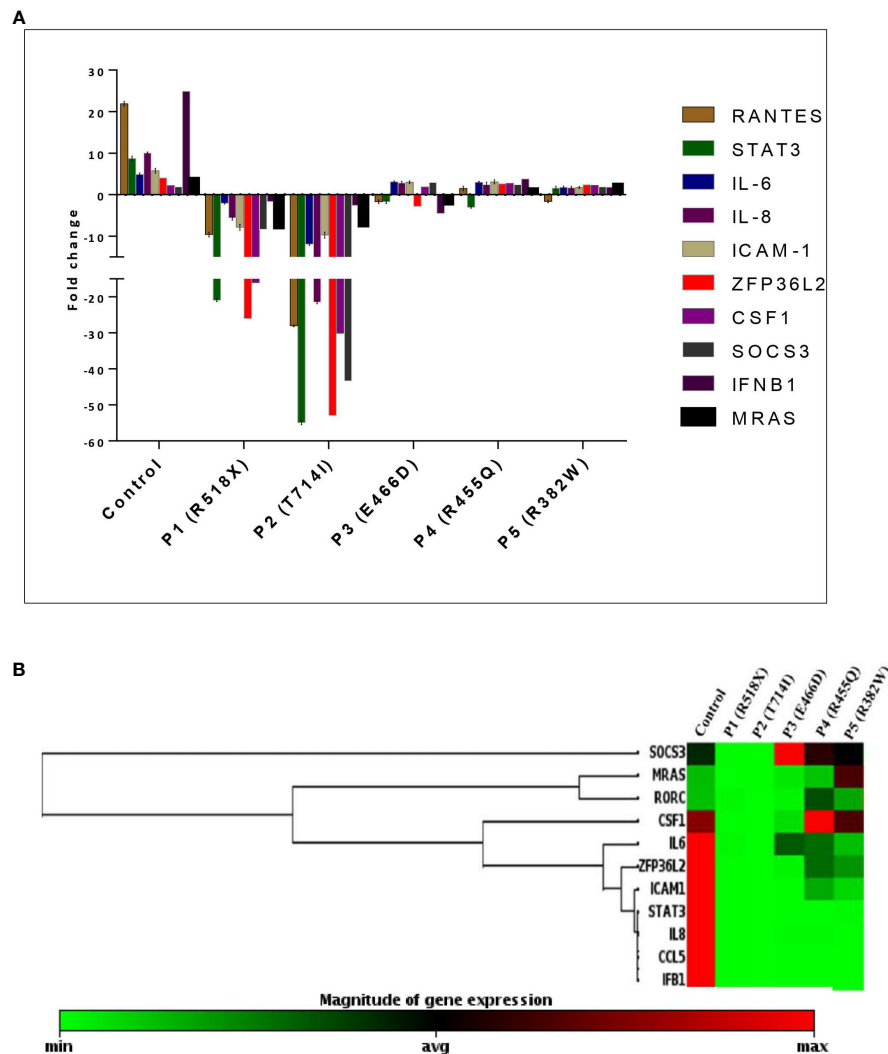 A
Fold change
30
20
10
0
-10
-20
-30
-40
-50
-60
Control
P1 (R518X)
P2 (T714I)
P3 (E466D)
P4 (R455Q)
P5 (R382W)
RANTES
STAT3
IL-6
IL-8
ICAM-1
ZFP36L2
CSF1
SOCS3
IFNB1
MRAS
B
Control
P1 (R518X)
P2 (T714I)
P3 (E466D)
P4 (R455Q)
P5 (R382W)
SOCS3
MRAS
RORC
CSF1
IL6
ZFP36L2
ICAM1
STAT3
IL8
CCL5
IFB1
Magnitude of gene expression
min avg max